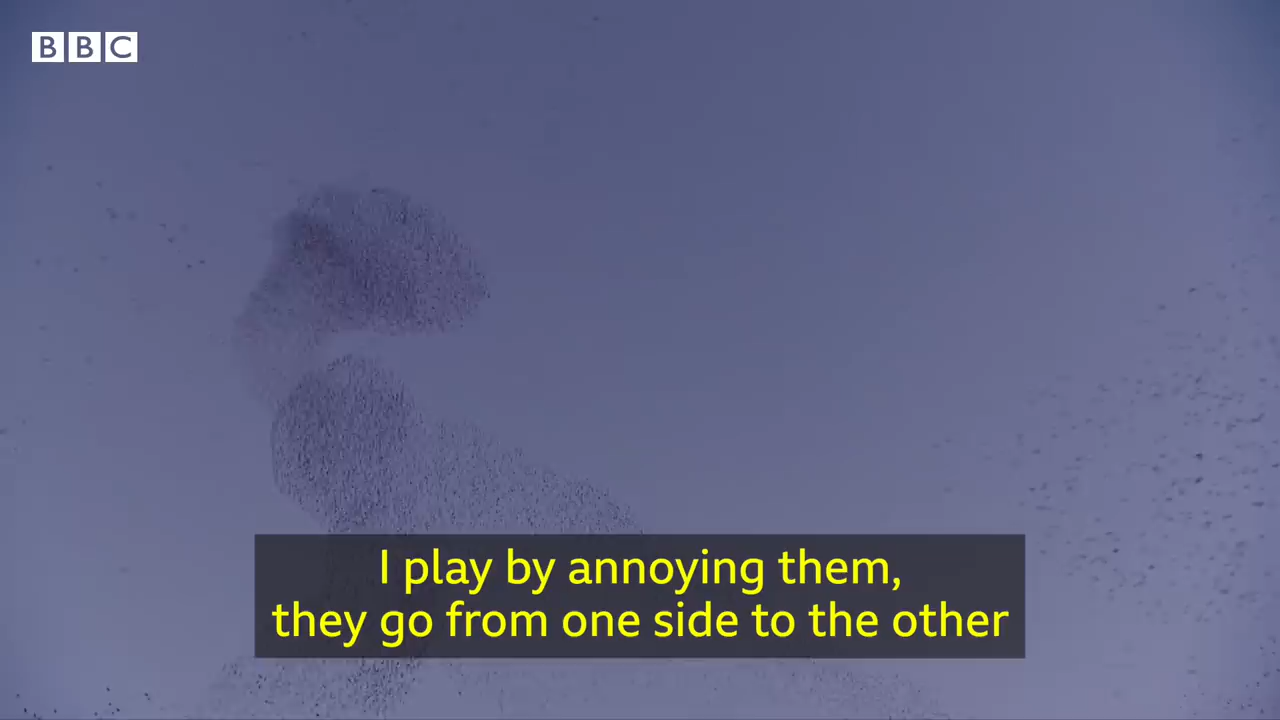 BBC
I play by annoying them,
they go from one side to the other